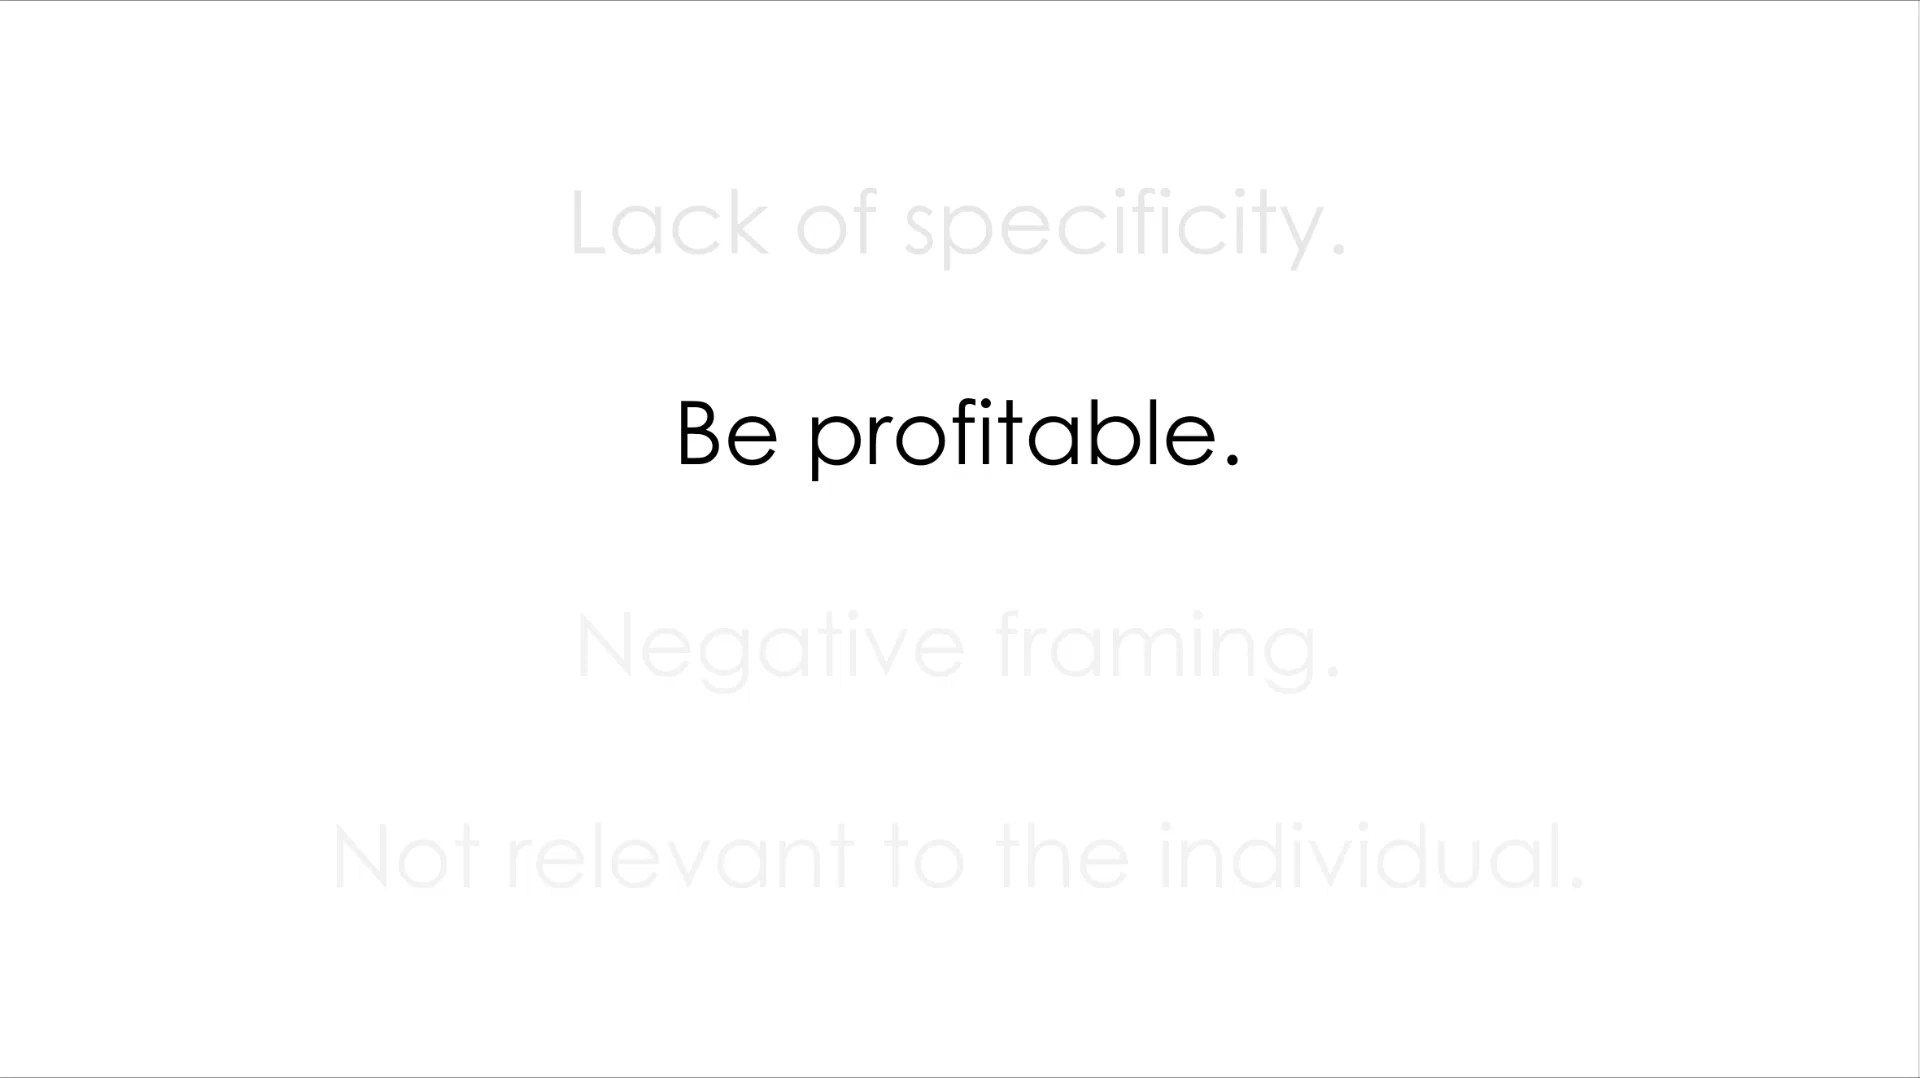 Lack of specificity.
Be profitable.
Negative framing.
Not relevant to the individual.